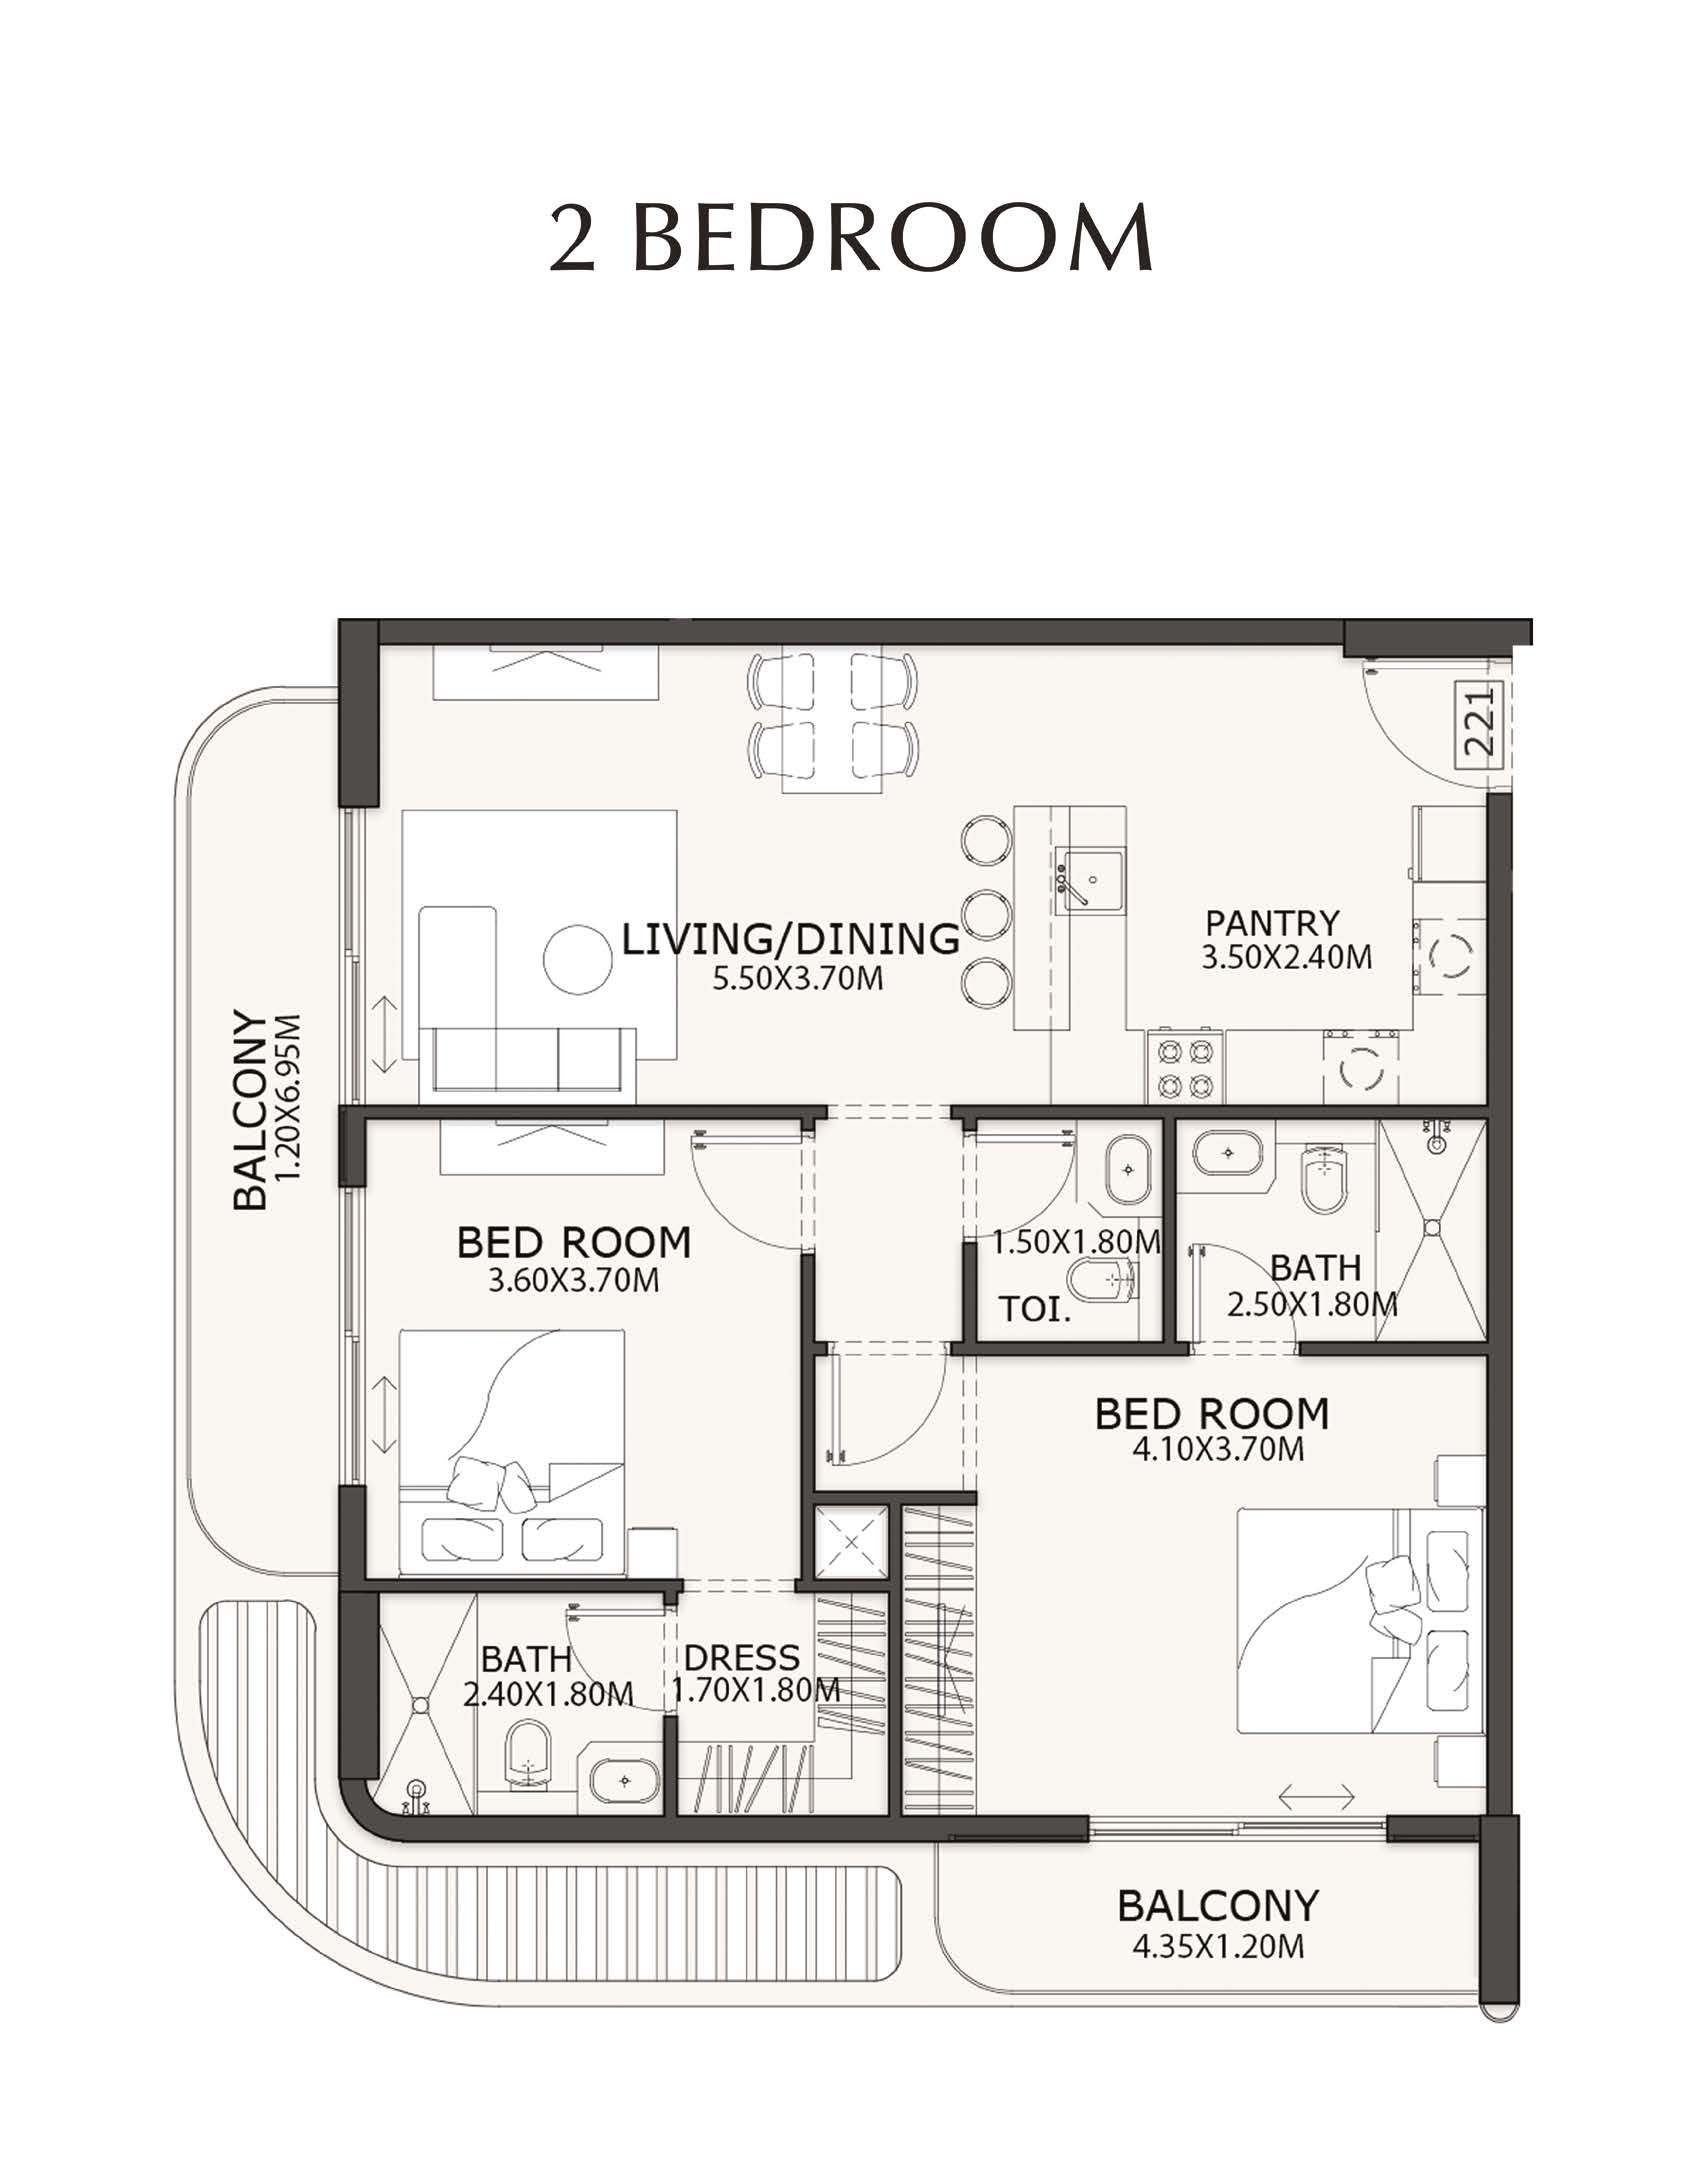 2 BEDROOM
221
LIVING/DINING
5.50X3.70M
PANTRY
3.50X2.40M
BALCONY
1.20X6.95M
BED ROOM
3.60X3.70M
1.50X1.80M
TOI.
BATH
2.50X1.80M
BED ROOM
4.10X3.70M
BATH
2.40X1.80M
DRESS
1.70X1.80M
BALCONY
4.35X1.20M